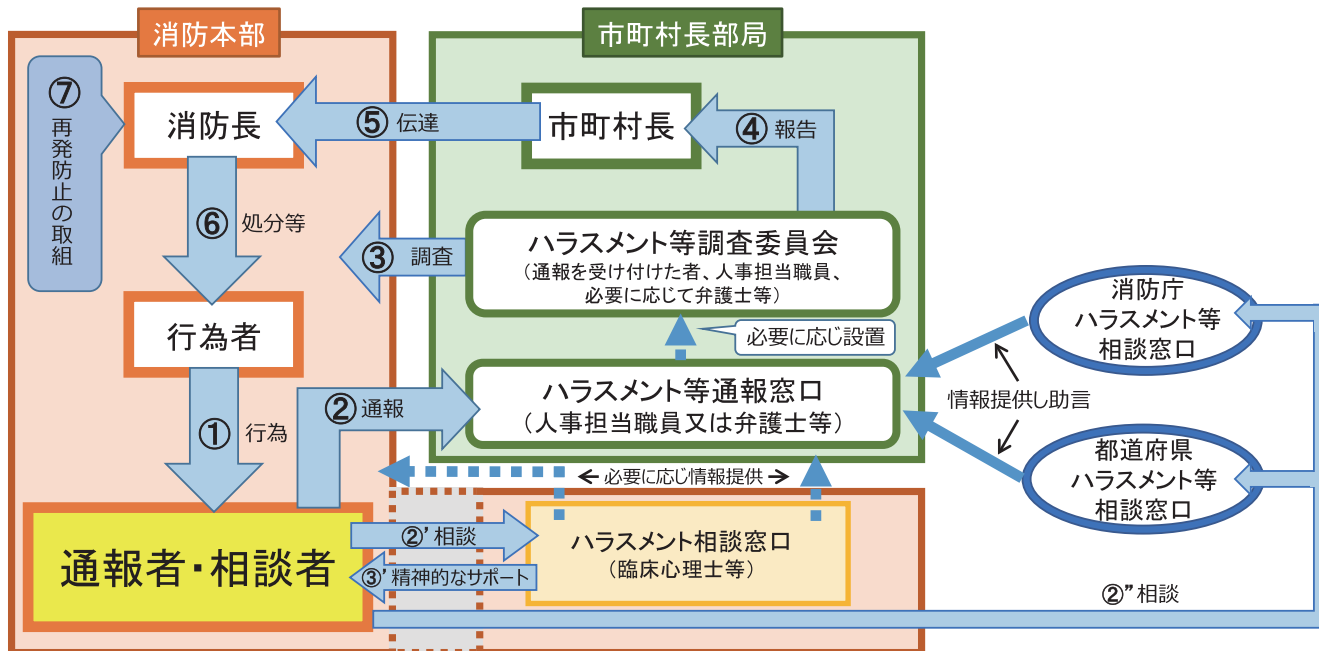 消防本部
市町村長部局
⑦
再発防止の取組
消防長
⑤ 伝達
市町村長
④ 報告
⑥ 処分等
③ 調査
ハラスメント等調査委員会
（通報を受け付けた者、人事担当職員、
必要に応じて弁護士等）
必要に応じ設置
行為者
① 行為
② 通報
ハラスメント等通報窓口
（人事担当職員又は弁護士等）
消防庁
ハラスメント等
相談窓口
情報提供し助言
都道府県
ハラスメント等
相談窓口
←必要に応じ情報提供→
通報者・相談者
②' 相談
③' 精神的なサポート
ハラスメント相談窓口
（臨床心理士等）
②” 相談